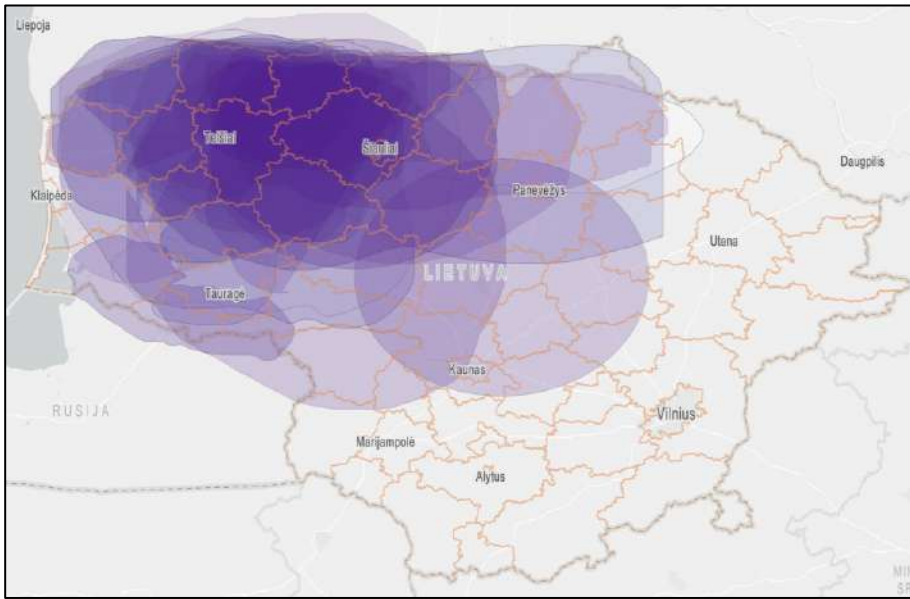 Liepoja
Telšiai
Šiauliai
Daugpilis
Klaipėda
Panevėžys
Utena
LIETUVA
Tauragė
Kaunas
RUSIJA
Vilnius
Marijampolė
Alytus